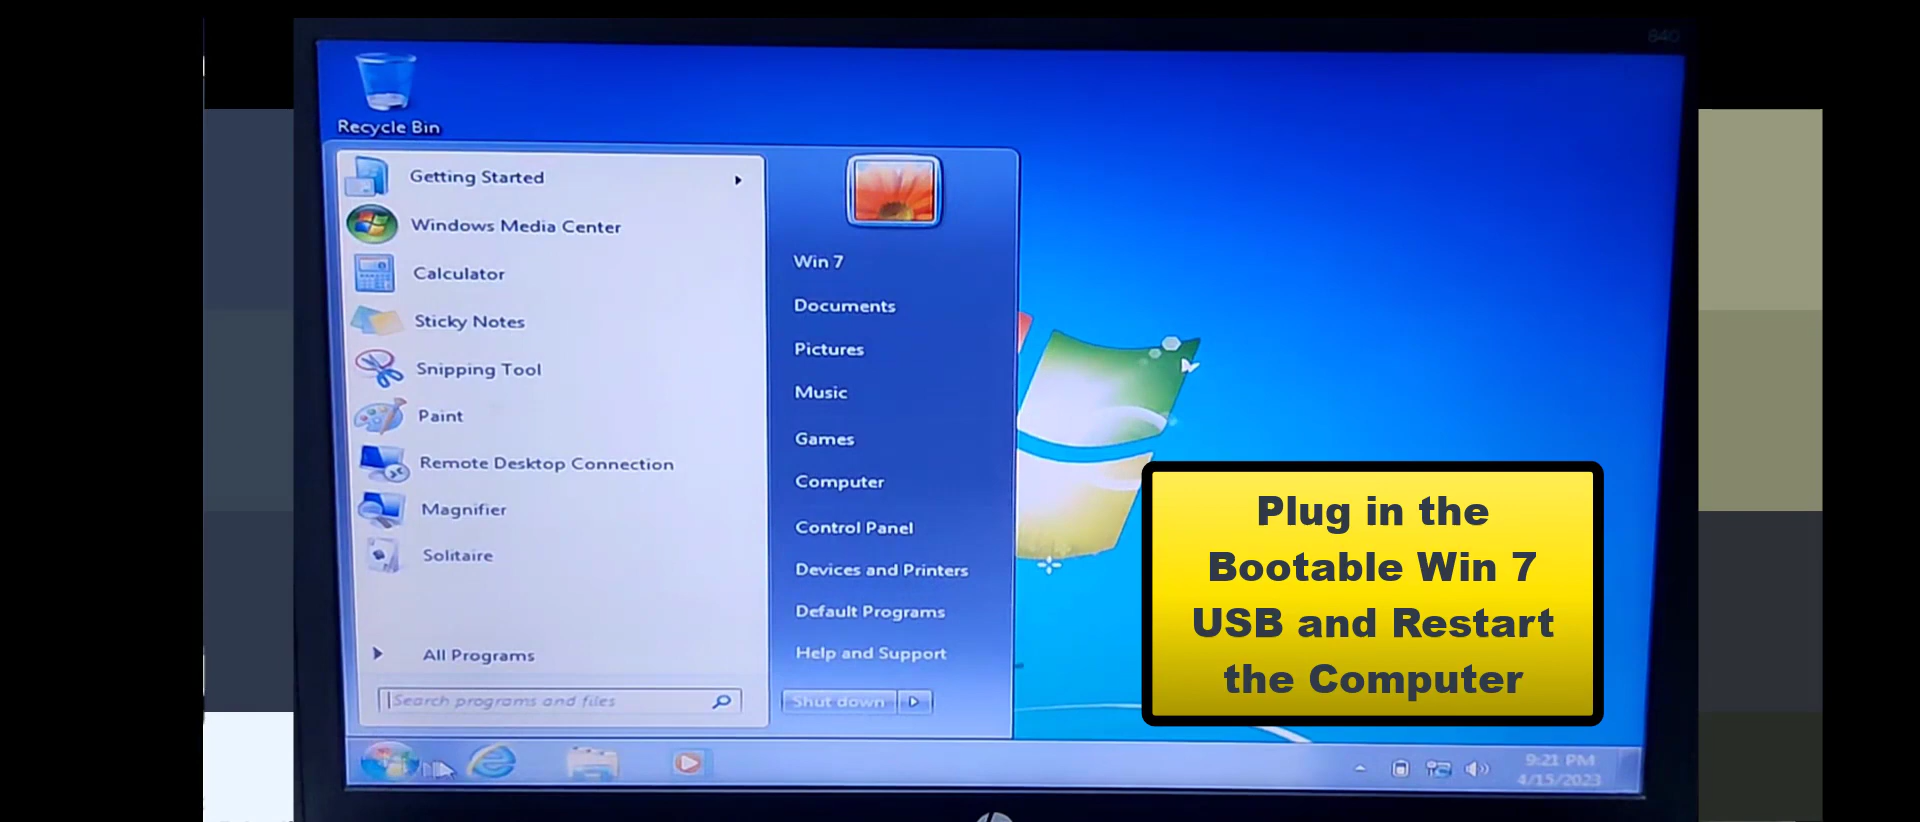 840
Recycle Bin
Getting Started
Windows Media Center
Calculator
Sticky Notes
Snipping Tool
Paint
Remote Desktop Connection
Magnifier
Solitaire
All Programs
Search programs and files
Win 7
Documents
Pictures
Music
Games
Computer
Control Panel
Devices and Printers
Default Programs
Help and Support
Shut down
Plug in the
Bootable Win 7
USB and Restart
the Computer
9:21 PM
4/15/2023